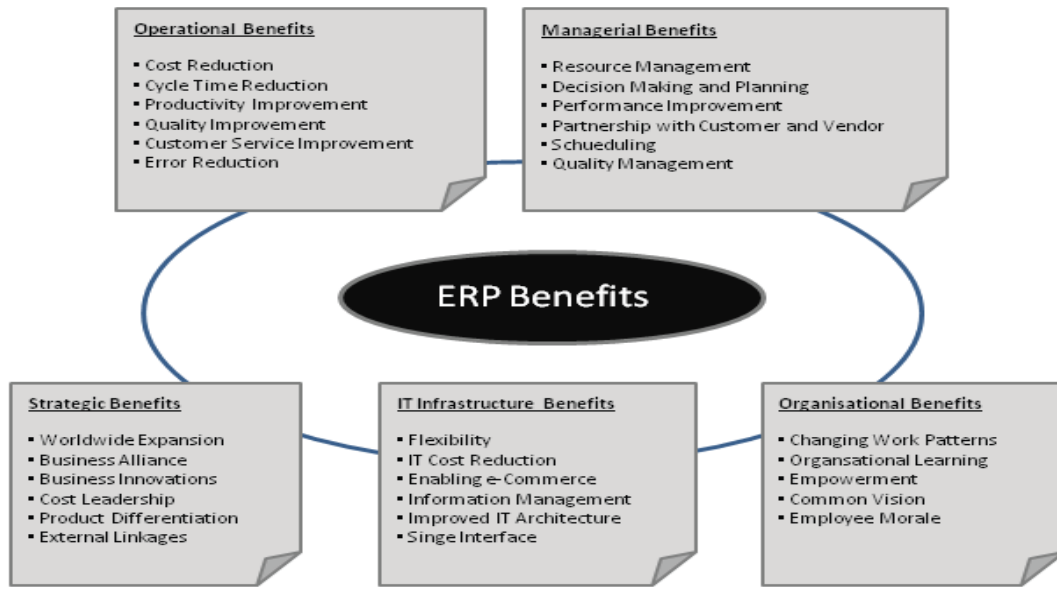 Operational Benefits
▪ Cost Reduction
▪ Cycle Time Reduction
▪ Productivity Improvement
▪ Quality Improvement
▪ Customer Service Improvement
▪ Error Reduction
Managerial Benefits
▪ Resource Management
▪ Decision Making and Planning
▪ Performance Improvement
▪ Partnership with Customer and Vendor
▪ Schueduling
▪ Quality Management
ERP Benefits
Strategic Benefits
▪ Worldwide Expansion
▪ Business Alliance
▪ Business Innovations
▪ Cost Leadership
▪ Product Differentiation
▪ External Linkages
IT Infrastructure Benefits
▪ Flexibility
▪ IT Cost Reduction
▪ Enabling e-Commerce
▪ Information Management
▪ Improved IT Architecture
▪ Singe Interface
Organisational Benefits
▪ Changing Work Patterns
▪ Organsational Learning
▪ Empowerment
▪ Common Vision
▪ Employee Morale